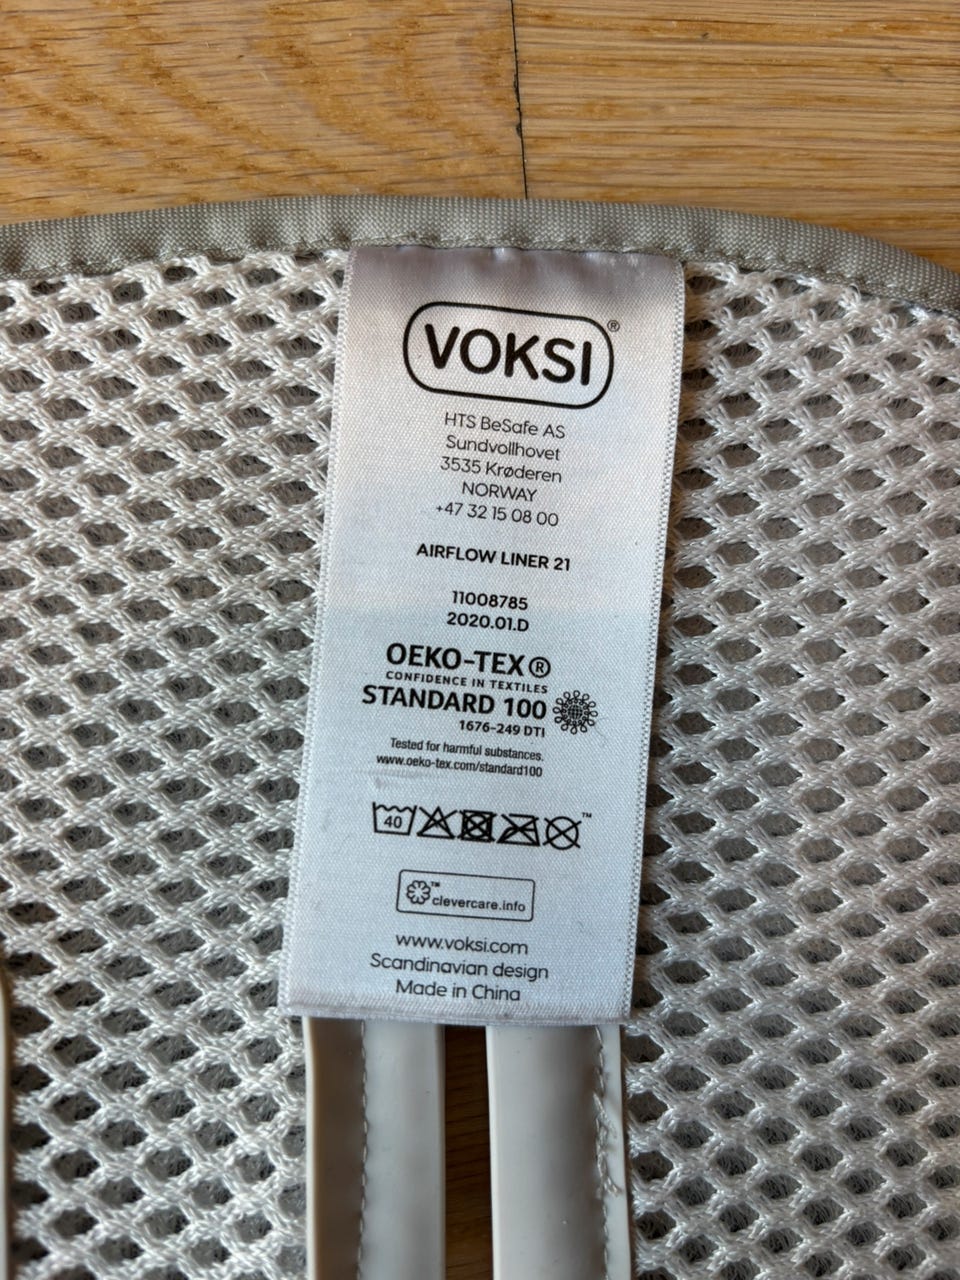 VOKSI®
HTS BeSafe AS
Sundvollhovet
3535 Krøderen
NORWAY
+47 32 15 08 00
AIRFLOW LINER 21
11008785
2020.01.D
OEKO-TEX®
CONFIDENCE IN TEXTILES
STANDARD 100
1676-249 DTI
Tested for harmful substances.
www.oeko-tex.com/standard100
40 ™
™ clevercare.info
www.voksi.com
Scandinavian design
Made in China